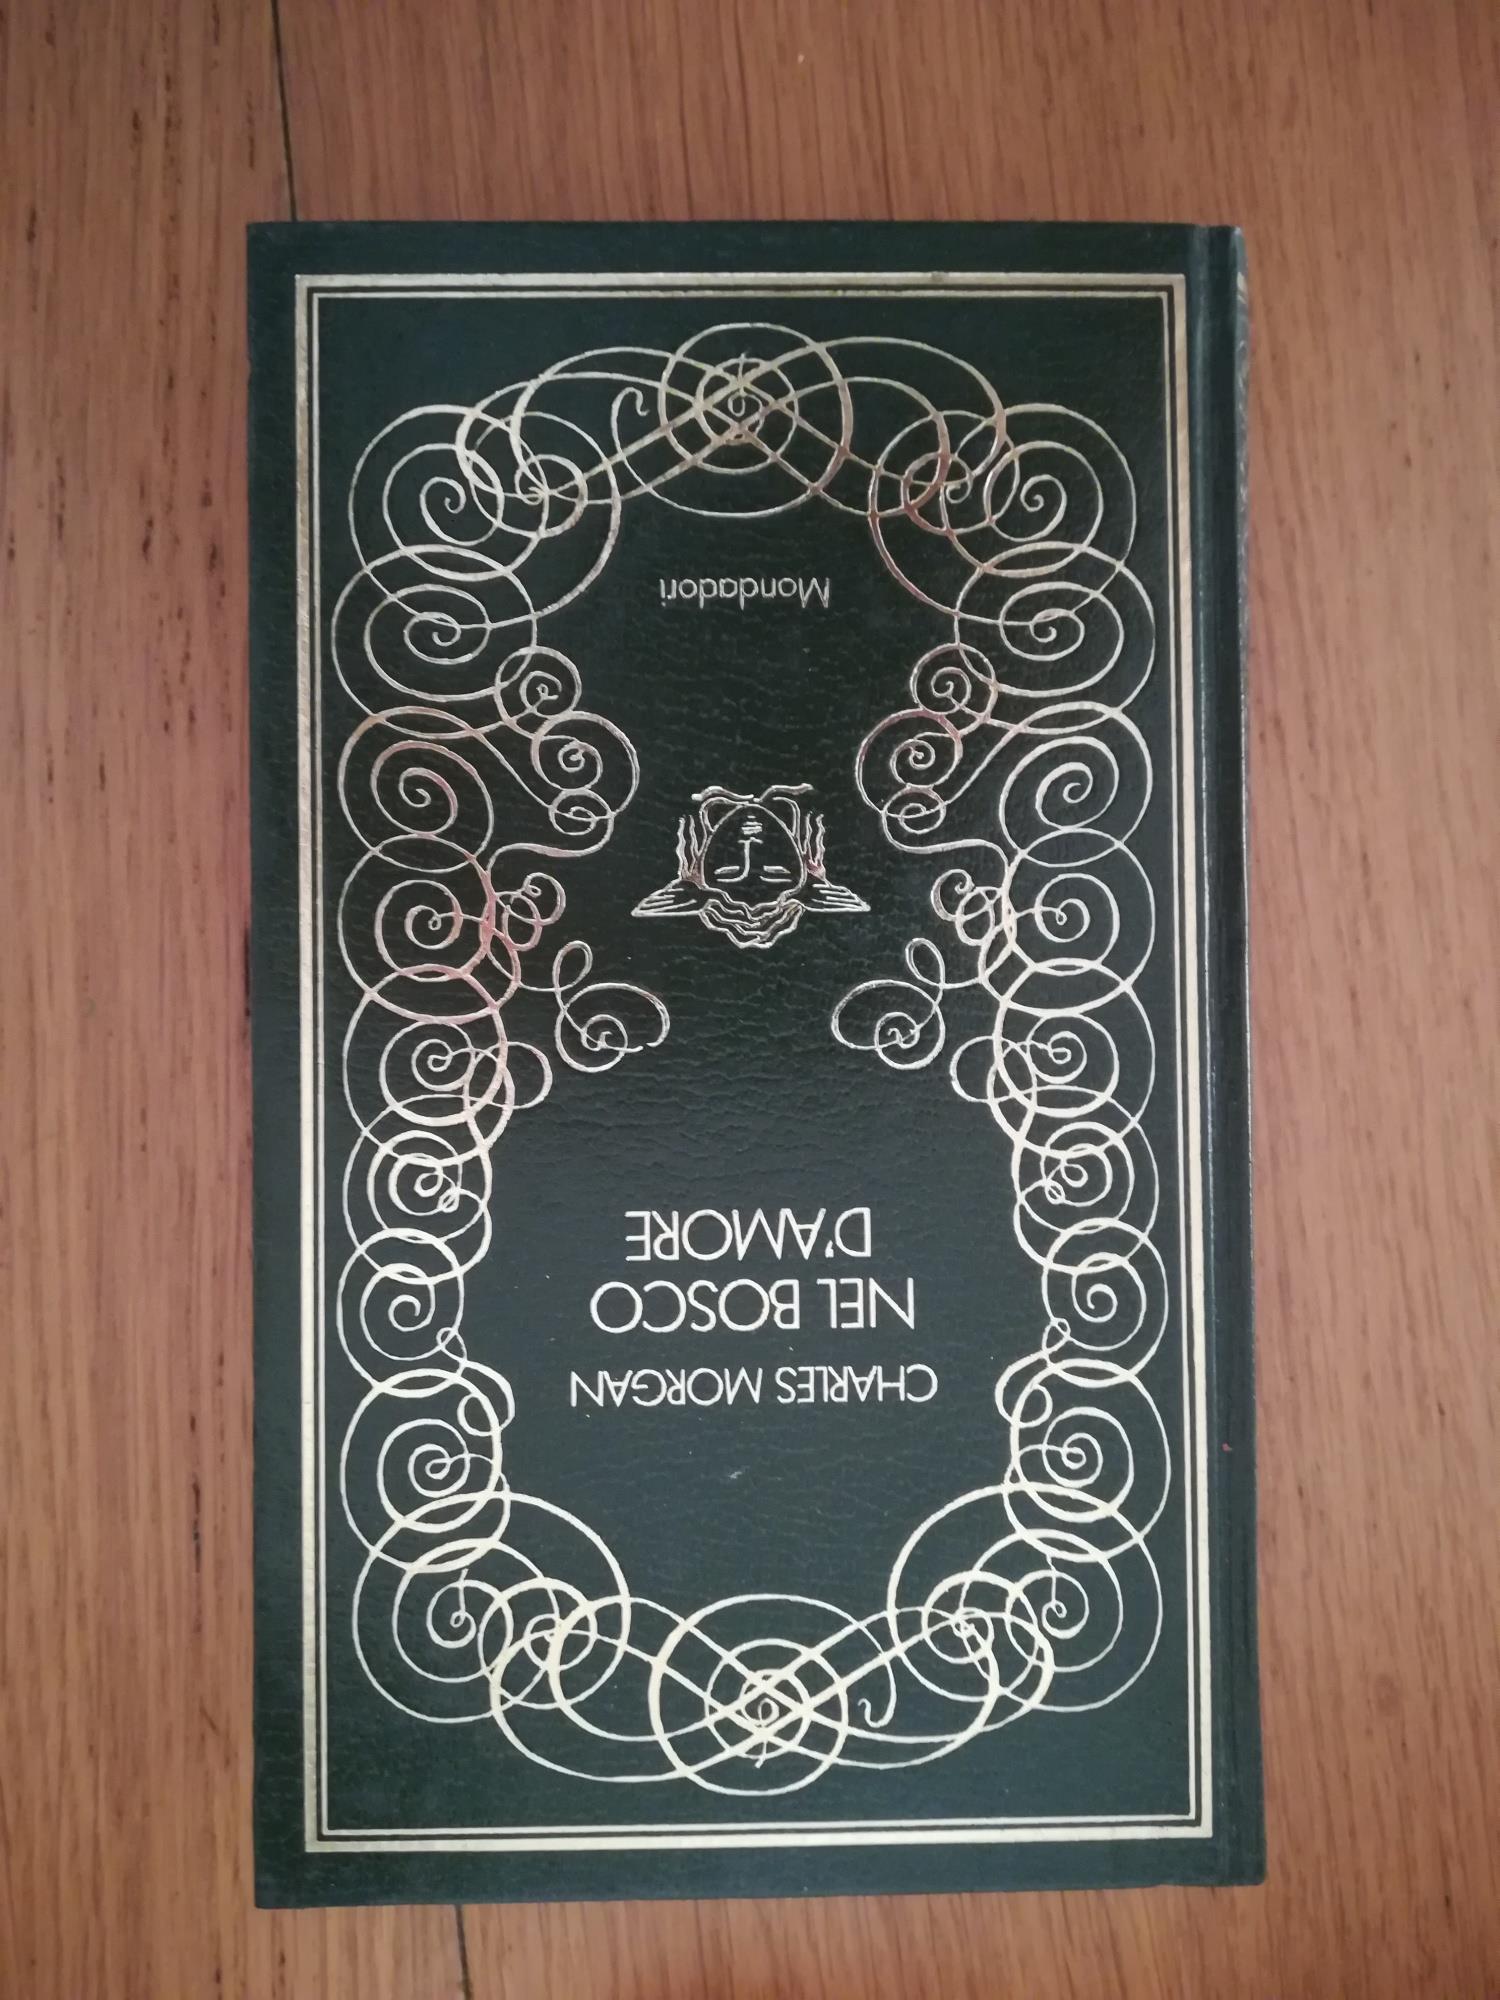 CHARLES MORGAN
NEL BOSCO
D'AMORE
Mondadori